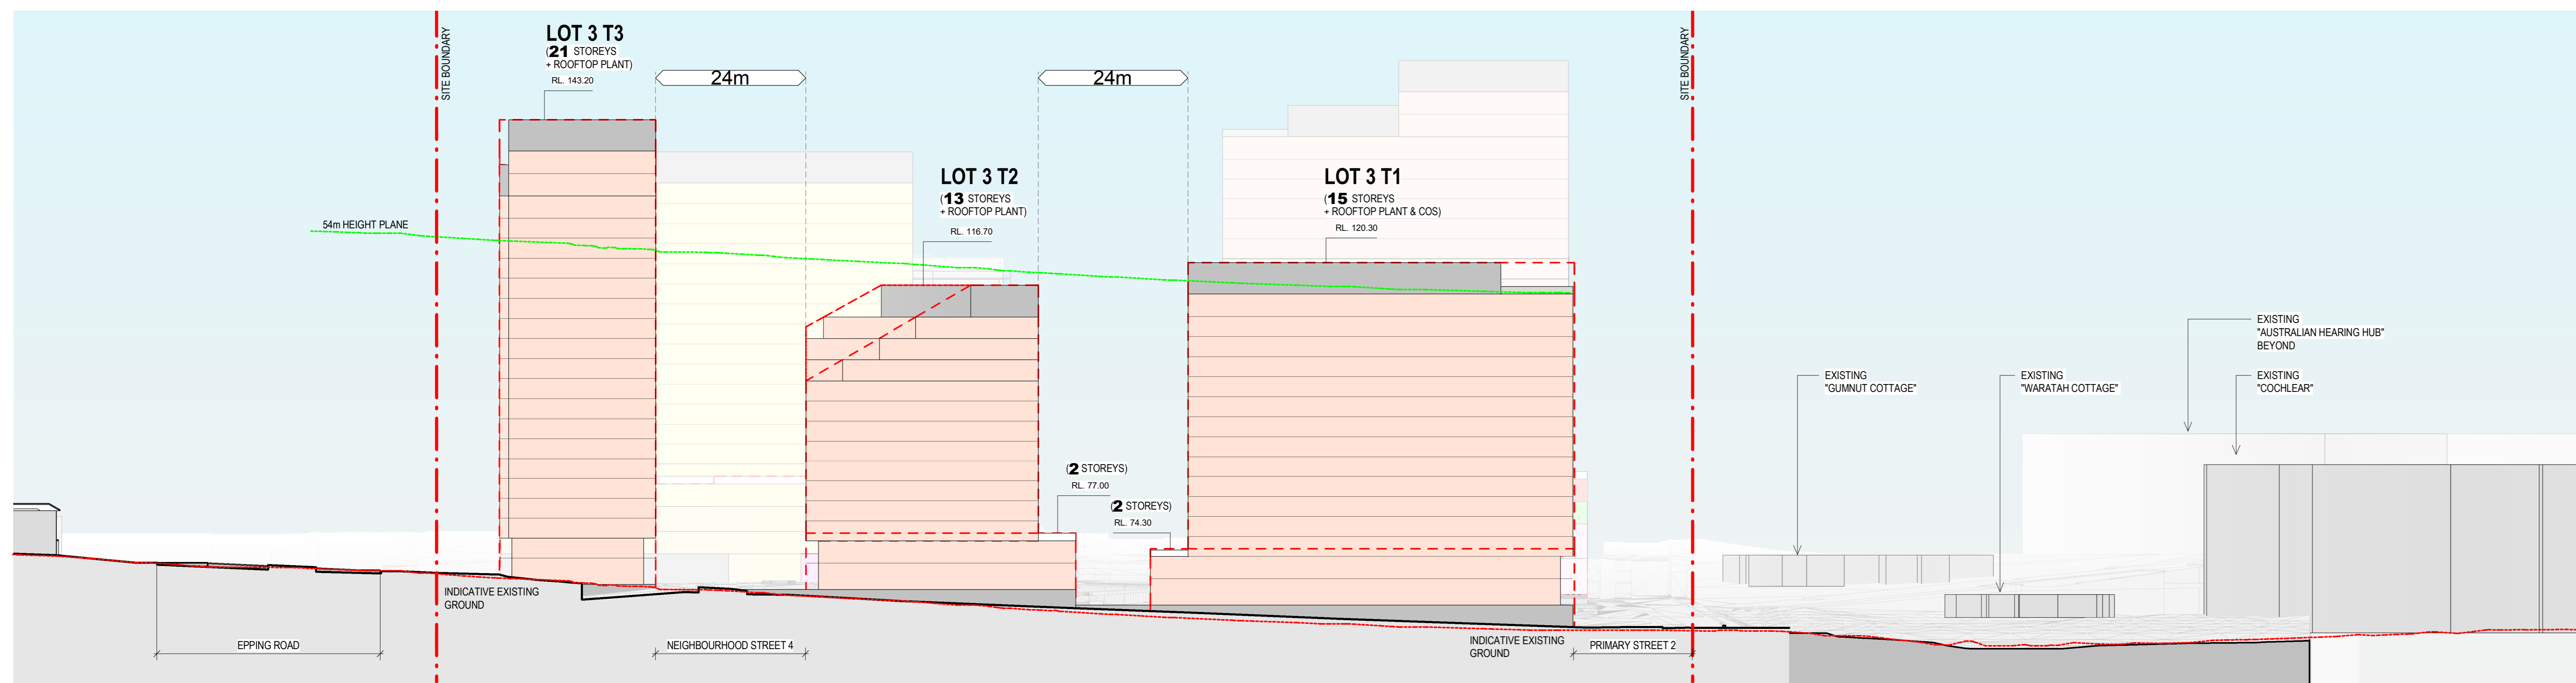 LOT 3 T3
(21 STOREYS
+ ROOFTOP PLANT)
RL. 143.20
SITE BOUNDARY
24m
24m
SITE BOUNDARY
LOT 3 T2
(13 STOREYS
+ ROOFTOP PLANT)
RL. 116.70
LOT 3 T1
(15 STOREYS
+ ROOFTOP PLANT & COS)
RL. 120.30
54m HEIGHT PLANE
EXISTING
"AUSTRALIAN HEARING HUB"
BEYOND
EXISTING
"GUMNUT COTTAGE"
EXISTING
"WARATAH COTTAGE"
EXISTING
"COCHLEAR"
(2 STOREYS)
RL. 77.00
(2 STOREYS)
RL. 74.30
INDICATIVE EXISTING
GROUND
EPPING ROAD
NEIGHBOURHOOD STREET 4
INDICATIVE EXISTING
GROUND
PRIMARY STREET 2